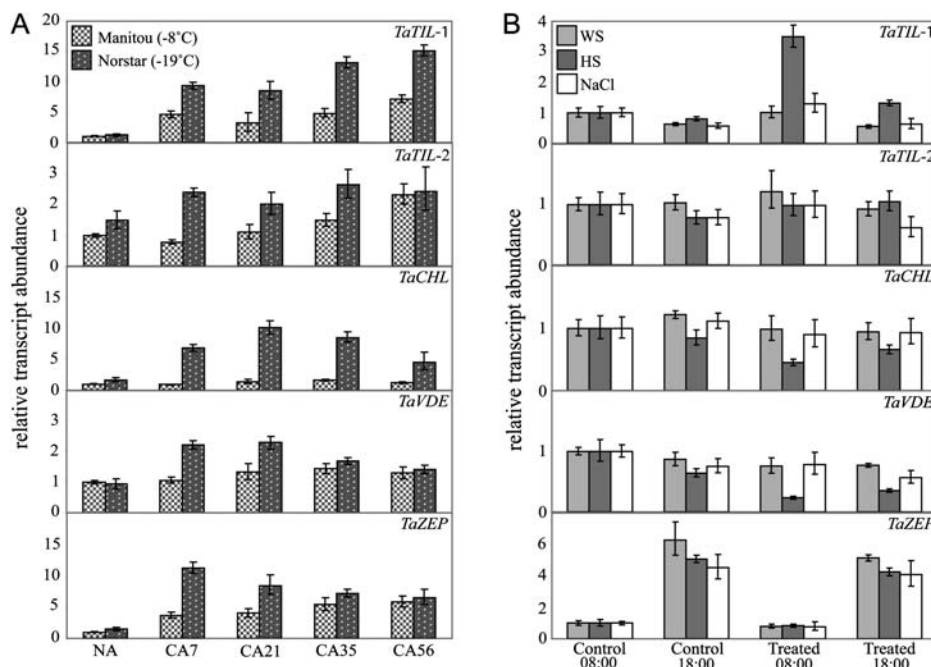 A
B
relative transcript abundance
relative transcript abundance
Manitou (-8˚C)
Norstar (-19˚C)
TaTIL-1
20
15
10
5
0
TaTIL-2
3
2
1
0
TaCHL
15
10
5
0
TaVDE
3
2
1
0
TaZEP
15
10
5
0
NA CA7 CA21 CA35 CA56
WS
HS
NaCl
TaTIL-1
4
3
2
1
0
TaTIL-2
1
0
TaCHL
1
0
TaVDE
1
0
TaZEP
6
4
2
0
Control Control Treated Treated
08:00 18:00 08:00 18:00